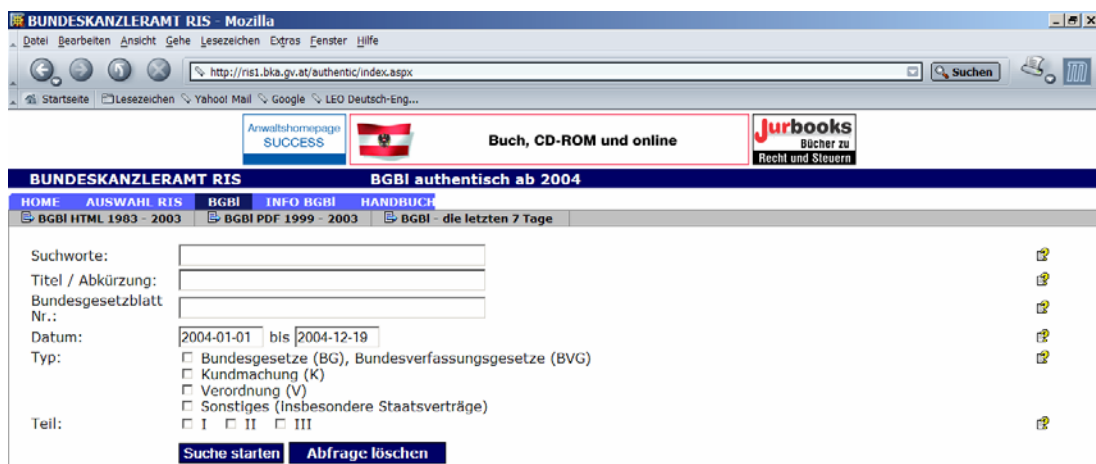 BUNDESKANZLERAMT RIS - Mozilla
Datei Bearbeiten Ansicht Gehe Lesezeichen Extras Fenster Hilfe
http://ris1.bka.gv.at/authentic/index.aspx Suchen
Startseite Lesezeichen Yahoo! Mail Google LEO Deutsch-Eng...
Anwaltshomepage
SUCCESS
Buch, CD-ROM und online
Jurbooks
Bücher zu
Recht und Steuern
BUNDESKANZLERAMT RIS BGBl authentisch ab 2004
HOME AUSWAHL RIS BGBl INFO BGBl HANDBUCH
BGBl HTML 1983 - 2003 BGBl PDF 1999 - 2003 BGBl - die letzten 7 Tage
Suchworte:
Titel / Abkürzung:
Bundesgesetzblatt
Nr.:
Datum: 2004-01-01 bis 2004-12-19
Typ: Bundesgesetze (BG), Bundesverfassungsgesetze (BVG)
Kundmachung (K)
Verordnung (V)
Sonstiges (insbesondere Staatsverträge)
Teil: I II III
Suche starten Abfrage löschen